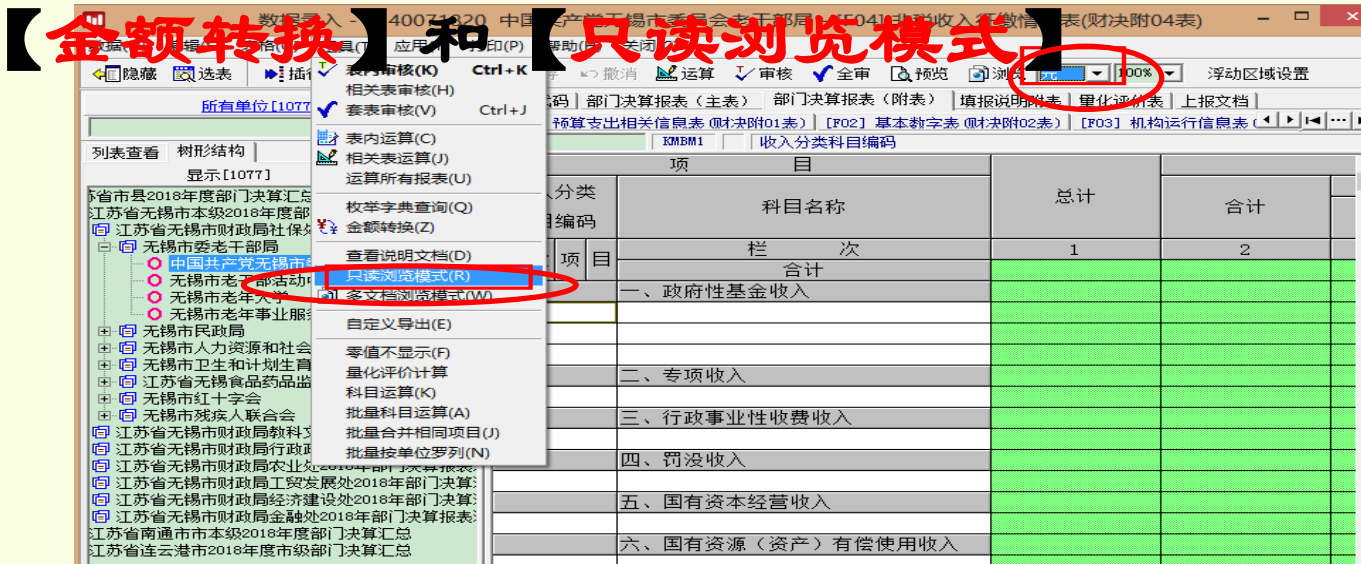 【金额转换】和【只读浏览模式】
数据录入 - 40071320 中国共产党无锡市委员会老干部局 [F04]非税收入征缴情况表(财决附04表)
应用 打印(P) 帮助(H) 关闭
隐藏 选表 插行 撤消 运算 审核 全审 预览 浏览 元 100% 浮动区域设置
所有单位[1077 部门决算报表（主表） 部门决算报表（附表） 填报说明附表 量化评价表 上报文档
预算支出相关信息表(财决附01表) [F02] 基本数字表(财决附02表) [F03] 机构运行信息表(
KMBM1 收入分类科目编码
列表查看 树形结构
显示[1077]
省市县2018年度部门决算汇总
江苏省无锡市本级2018年度部
江苏省无锡市财政局社保处
无锡市委老干部局
中国共产党无锡市
无锡市老干部活动中
无锡市老年大学
无锡市老年事业服务
无锡市民政局
无锡市人力资源和社会
无锡市卫生和计划生育
江苏省无锡食品药品监
无锡市红十字会
无锡市残疾人联合会
江苏省无锡市财政局教科文
江苏省无锡市财政局行政政
江苏省无锡市财政局农业处2018年部门决算报表
江苏省无锡市财政局工贸发展处2018年部门决算
江苏省无锡市财政局经济建设处2018年部门决算
江苏省无锡市财政局金融处2018年部门决算报表
江苏省南通市市本级2018年度部门决算汇总
江苏省连云港市2018年度市级部门决算汇总
表内审核(K) Ctrl+K
相关表审核(H)
套表审核(V) Ctrl+J
表内运算(C)
相关表运算(J)
运算所有报表(U)
枚举字典查询(Q)
金额转换(Z)
查看说明文档(D)
只读浏览模式(R)
多文档浏览模式(W)
自定义导出(E)
零值不显示(F)
量化评价计算
科目运算(K)
批量科目运算(A)
批量合并相同项目(J)
批量按单位罗列(N)
项 目
分类 科目名称 总计 合计
编码
项 目 栏 次 1 2
合计
一、政府性基金收入
二、专项收入
三、行政事业性收费收入
四、罚没收入
五、国有资本经营收入
六、国有资源（资产）有偿使用收入